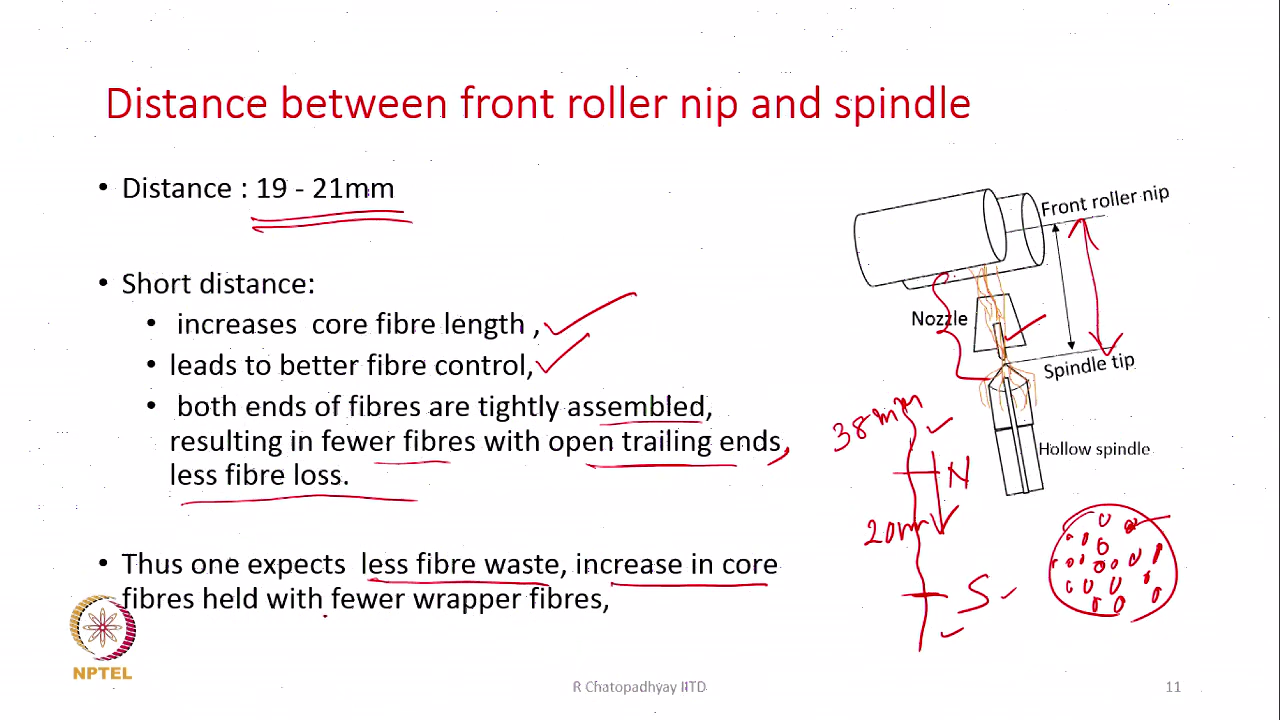 Distance between front roller nip and spindle
• Distance : 19 - 21mm
• Short distance:
• increases core fibre length ,
• leads to better fibre control,
• both ends of fibres are tightly assembled,
resulting in fewer fibres with open trailing ends,
less fibre loss.
• Thus one expects less fibre waste, increase in core
fibres held with fewer wrapper fibres,
Front roller nip
Nozzle
Spindle tip
Hollow spindle
38mm
N
20mm
S
NPTEL
R Chatopadhyay IITD
11